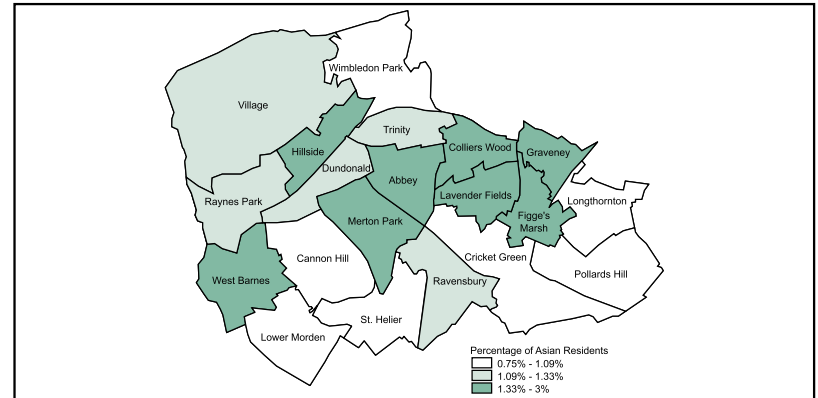 Wimbledon Park
Village
Trinity
Hillside
Colliers Wood
Graveney
Dundonald
Abbey
Raynes Park
Lavender Fields
Longthornton
Merton Park
Figge's
Marsh
Cannon Hill
Cricket Green
West Barnes
Ravensbury
Pollards Hill
St. Helier
Lower Morden
Percentage of Asian Residents
0.75% - 1.09%
1.09% - 1.33%
1.33% - 3%